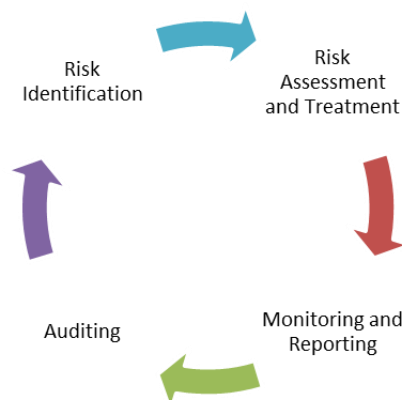 Risk
Identification
Risk
Assessment
and Treatment
Monitoring and
Reporting
Auditing